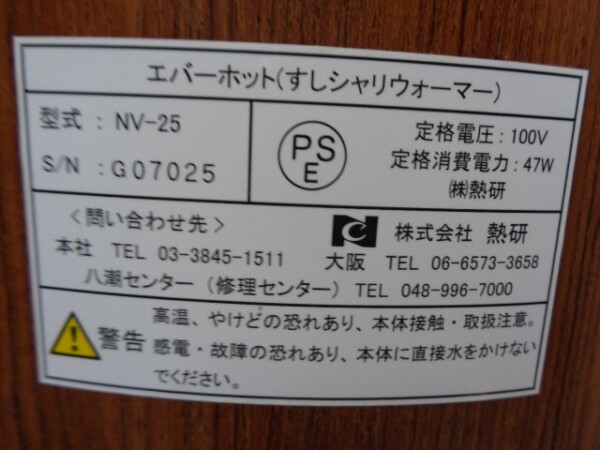 エバーホット(すしシャリウォーマー)
型式 : NV-25
S/N : G07025
PSE
定格電圧 : 100V
定格消費電力 : 47W
㈱熱研
<問い合わせ先>
株式会社 熱研
本社 TEL 03-3845-1511 大阪 TEL 06-6573-3658
八潮センター (修理センター) TEL 048-996-7000
警告
高温、やけどの恐れあり、本体接触・取扱注意。
感電・故障の恐れあり、本体に直接水をかけない
でください。